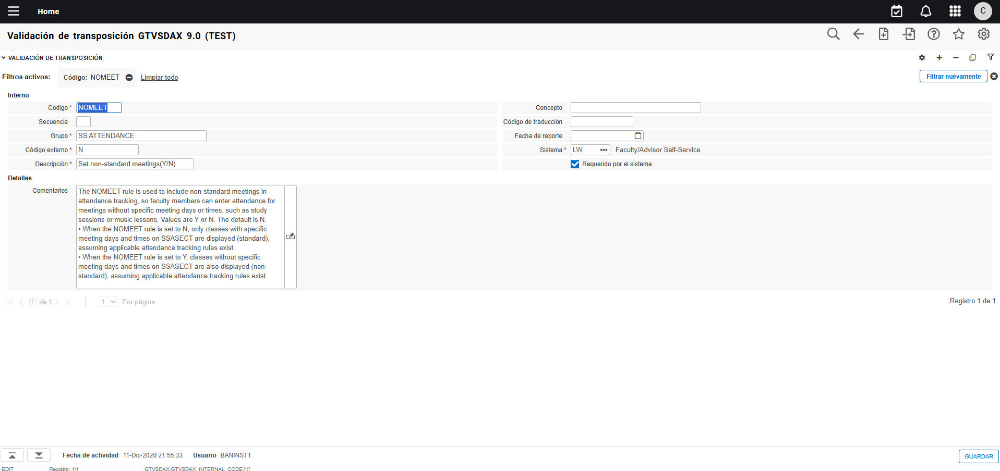 Home
C
Validación de transposición GTVSDAX 9.0 (TEST)
VALIDACIÓN DE TRANSPOSICIÓN
Filtros activos: Código: NOMEET Limpiar todo Filtrar nuevamente
Interno
Código * NOMEET
Concepto
Secuencia
Código de traducción
Grupo * SS ATTENDANCE
Fecha de reporte
Código externo * N
Sistema * LW ••• Faculty/Advisor Self-Service
Descripción * Set non-standard meetings(Y/N)
Requerido por el sistema
Detalles
Comentarios
The NOMEET rule is used to include non-standard meetings in
attendance tracking, so faculty members can enter attendance for
meetings without specific meeting days or times, such as study
sessions or music lessons. Values are Y or N. The default is N.
• When the NOMEET rule is set to N, only classes with specific
meeting days and times on SSASECT are displayed (standard),
assuming applicable attendance tracking rules exist.
• When the NOMEET rule is set to Y, classes without specific
meeting days and times on SSASECT are also displayed (non-
standard), assuming applicable attendance tracking rules exist.
1 de 1 1 Por página Registro 1 de 1
Fecha de actividad 11-Dic-2020 21:55:33 Usuario BANINST1 GUARDAR
EDIT Registro: 1/1 GTVSDAX.GTVSDAX_INTERNAL_CODE [1]